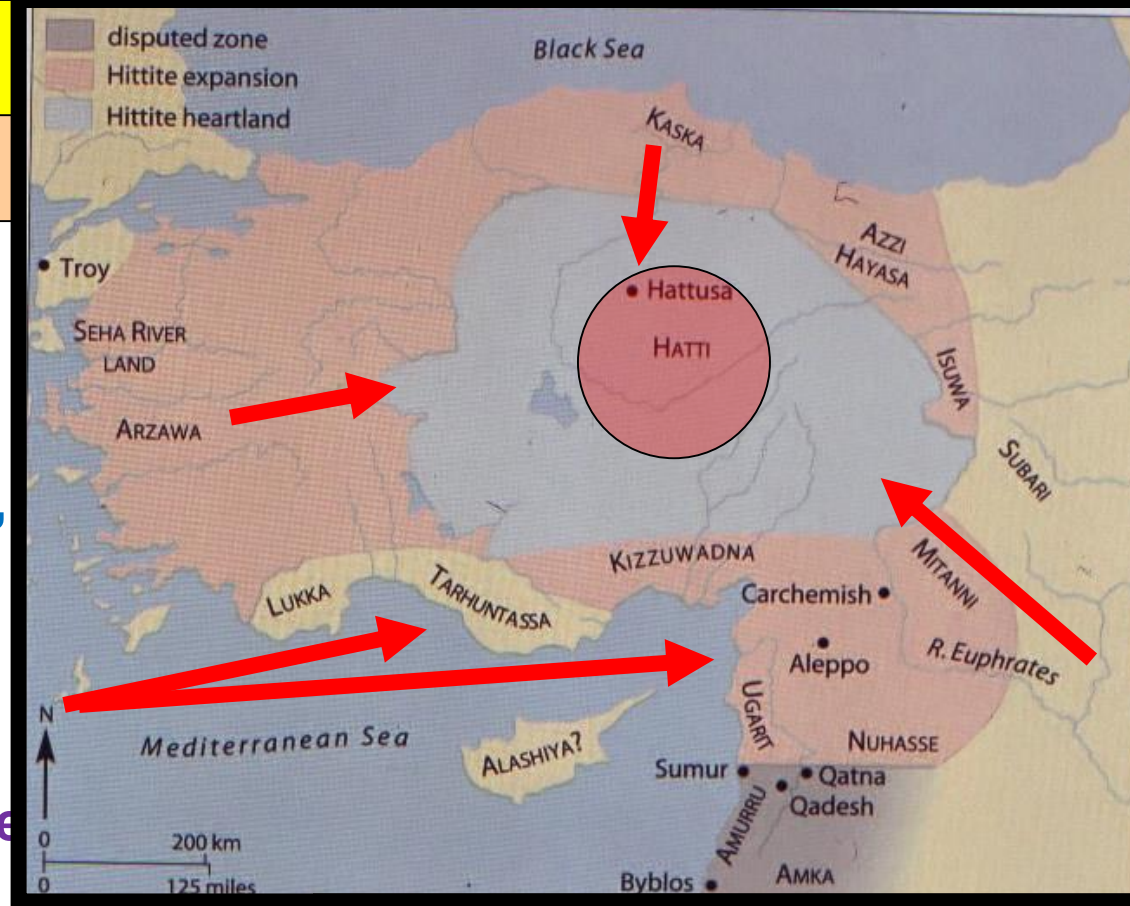 disputed zone
Hittite expansion
Hittite heartland
Black Sea
KASKA
AZZI
HAYASA
Troy
Hattusa
HATTI
SEHA RIVER
LAND
ISUWA
ARZAWA
SUBARI
,
KIZZUWADNA
MITANNI
LUKKA
TARHUNTASSA
Carchemish
Aleppo
R. Euphrates
UGARIT
N
Mediterranean Sea
ALASHIYA?
NUHASSE
Sumur
Qatna
Qadesh
AMURRU
e
0
200 km
0
125 miles
Byblos
AMKA